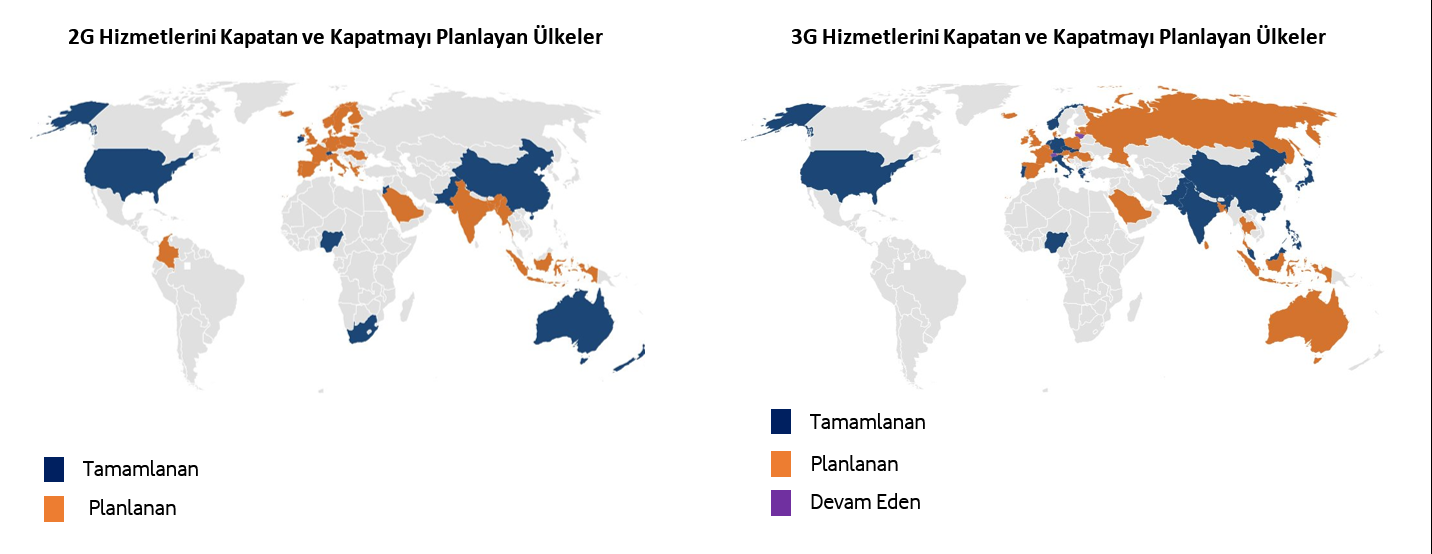 2G Hizmetlerini Kapatan ve Kapatmayı Planlayan Ülkeler
Tamamlanan
Planlanan
3G Hizmetlerini Kapatan ve Kapatmayı Planlayan Ülkeler
Tamamlanan
Planlanan
Devam Eden